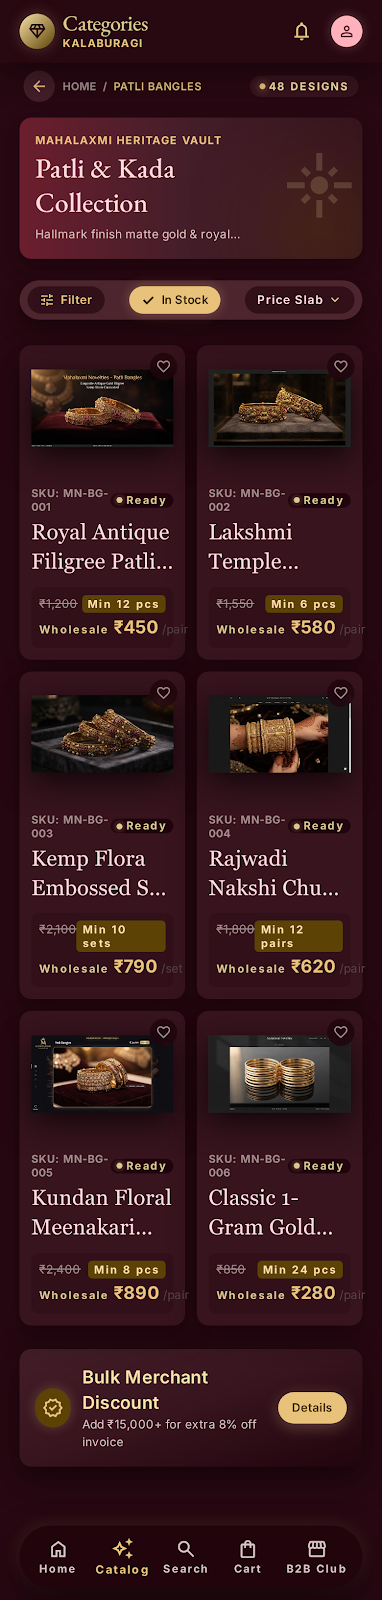 Categories
KALABURAGI
HOME / PATLI BANGLES
48 DESIGNS
MAHALAXMI HERITAGE VAULT
Patli & Kada
Collection
Hallmark finish matte gold & royal...
Filter
In Stock
Price Slab
Mahalaxmi Novelties - Patli Bangles
SKU: MN-BG-
001
Ready
Royal Antique
Filigree Patli...
₹1,200 Min 12 pcs
Wholesale ₹450 /pair
SKU: MN-BG-
002
Ready
Lakshmi
Temple...
₹1,550 Min 6 pcs
Wholesale ₹580 /pair
SKU: MN-BG-
003
Ready
Kemp Flora
Embossed S...
₹2,100 Min 10
sets
Wholesale ₹790 /set
SKU: MN-BG-
004
Ready
Rajwadi
Nakshi Chu...
₹1,800 Min 12
pairs
Wholesale ₹620 /pair
SKU: MN-BG-
005
Ready
Kundan Floral
Meenakari...
₹2,400 Min 8 pcs
Wholesale ₹890 /pair
SKU: MN-BG-
006
Ready
Classic 1-
Gram Gold...
₹850 Min 24 pcs
Wholesale ₹280 /pair
Bulk Merchant
Discount
Add ₹15,000+ for extra 8% off
invoice
Details
Home
Catalog
Search
Cart
B2B Club